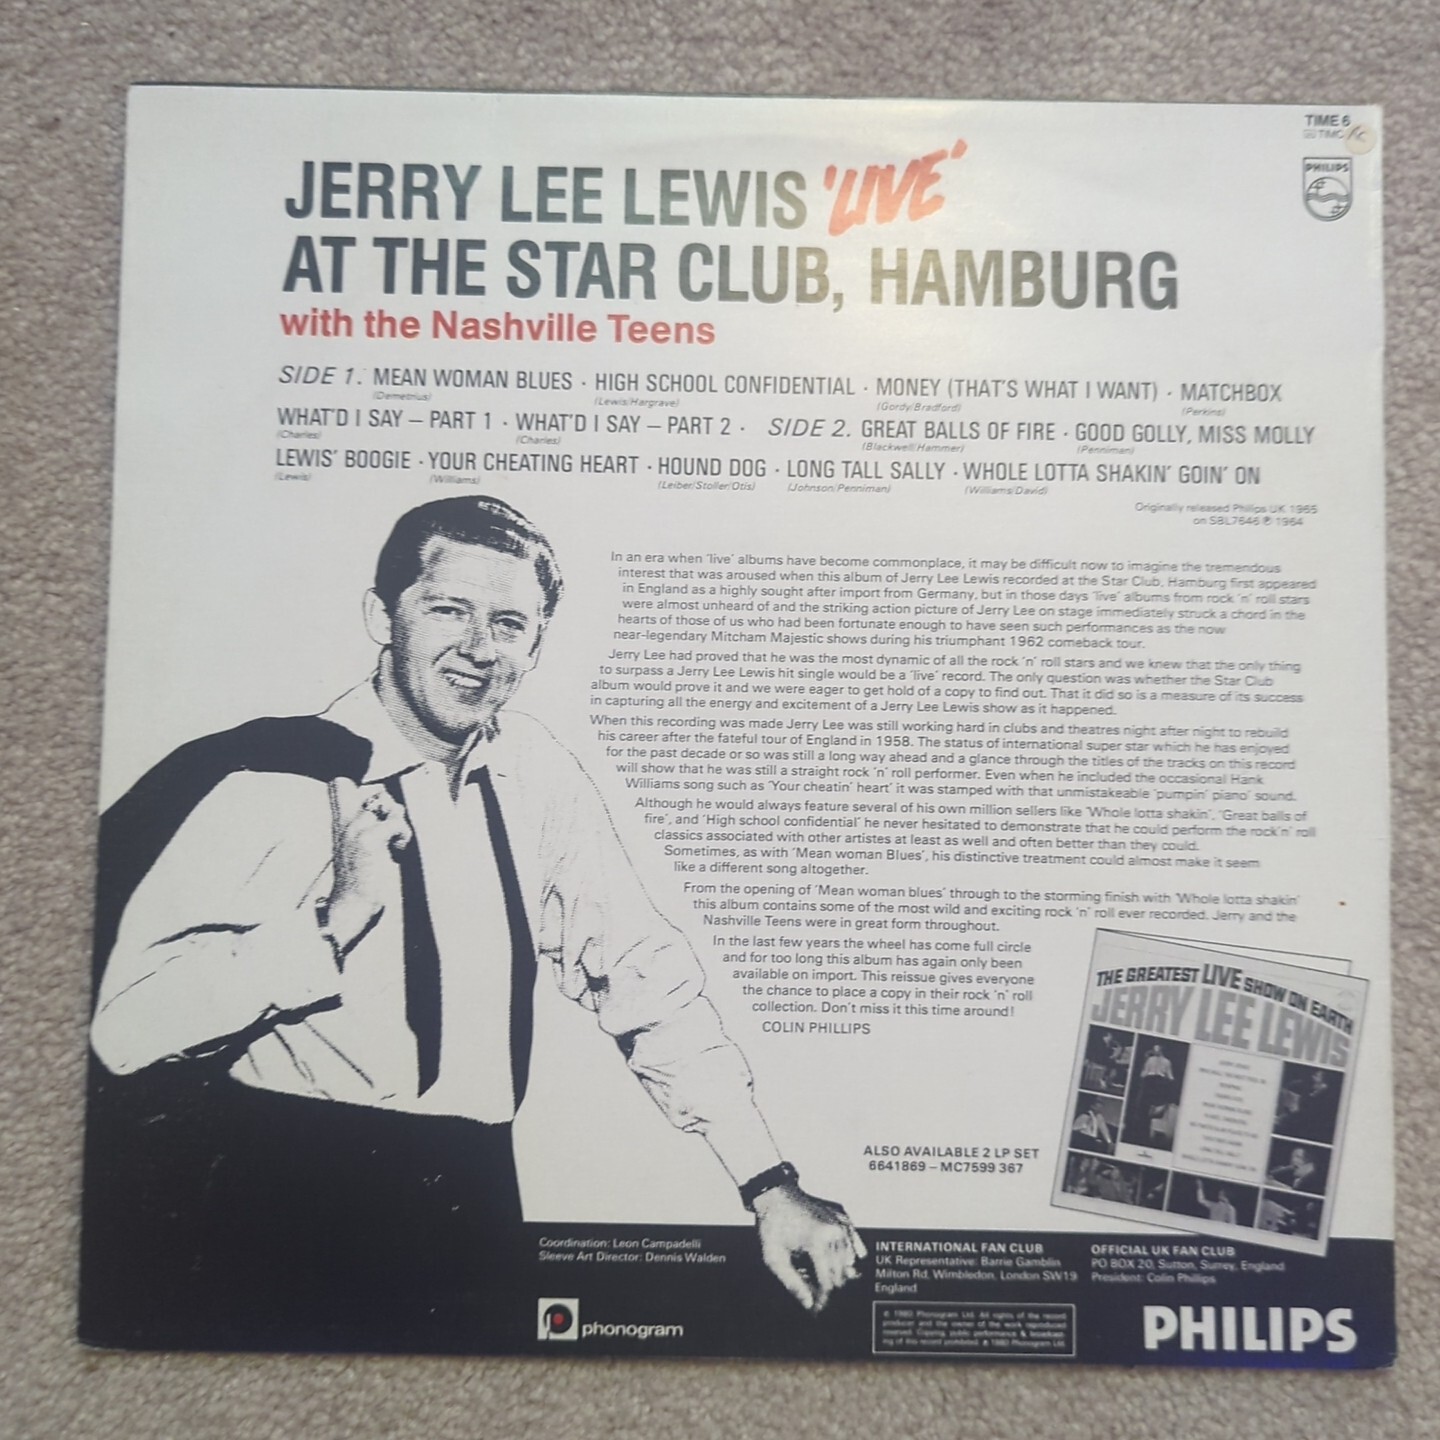 TIME 6
TIMC
PHILIPS
JERRY LEE LEWIS 'LIVE'
AT THE STAR CLUB, HAMBURG
with the Nashville Teens
SIDE 1. MEAN WOMAN BLUES · HIGH SCHOOL CONFIDENTIAL · MONEY (THAT'S WHAT I WANT) · MATCHBOX
(Demetrius) (Lewis/Hargrave) (Gordy/Bradford) (Perkins)
WHAT'D I SAY – PART 1 · WHAT'D I SAY – PART 2 · SIDE 2. GREAT BALLS OF FIRE · GOOD GOLLY, MISS MOLLY
(Charles) (Charles) (Blackwell/Hammer) (Penniman)
LEWIS' BOOGIE · YOUR CHEATING HEART · HOUND DOG · LONG TALL SALLY · WHOLE LOTTA SHAKIN' GOIN' ON
(Lewis) (Williams) (Leiber/Stoller/Otis) (Johnson/Penniman) (Williams/David)
Originally released Philips UK 1965
on SBL7646 ℗ 1964
In an era when 'live' albums have become commonplace, it may be difficult now to imagine the tremendous
interest that was aroused when this album of Jerry Lee Lewis recorded at the Star Club, Hamburg first appeared
in England as a highly sought after import from Germany, but in those days 'live' albums from rock 'n' roll stars
were almost unheard of and the striking action picture of Jerry Lee on stage immediately struck a chord in the
hearts of those of us who had been fortunate enough to have seen such performances as the now
near-legendary Mitcham Majestic shows during his triumphant 1962 comeback tour.
Jerry Lee had proved that he was the most dynamic of all the rock 'n' roll stars and we knew that the only thing
to surpass a Jerry Lee Lewis hit single would be a 'live' record. The only question was whether the Star Club
album would prove it and we were eager to get hold of a copy to find out. That it did so is a measure of its success
in capturing all the energy and excitement of a Jerry Lee Lewis show as it happened.
When this recording was made Jerry Lee was still working hard in clubs and theatres night after night to rebuild
his career after the fateful tour of England in 1958. The status of international super star which he has enjoyed
for the past decade or so was still a long way ahead and a glance through the titles of the tracks on this record
will show that he was still a straight rock 'n' roll performer. Even when he included the occasional Hank
Williams song such as 'Your cheatin' heart' it was stamped with that unmistakeable 'pumpin' piano' sound.
Although he would always feature several of his own million sellers like 'Whole lotta shakin', 'Great balls of
fire', and 'High school confidential' he never hesitated to demonstrate that he could perform the rock 'n' roll
classics associated with other artistes at least as well and often better than they could.
Sometimes, as with 'Mean woman Blues', his distinctive treatment could almost make it seem
like a different song altogether.
From the opening of 'Mean woman blues' through to the storming finish with 'Whole lotta shakin'
this album contains some of the most wild and exciting rock 'n' roll ever recorded. Jerry and the
Nashville Teens were in great form throughout.
In the last few years the wheel has come full circle
and for too long this album has again only been
available on import. This reissue gives everyone
the chance to place a copy in their rock 'n' roll
collection. Don't miss it this time around!
COLIN PHILLIPS
THE GREATEST LIVE SHOW ON EARTH
JERRY LEE LEWIS
ALSO AVAILABLE 2 LP SET
6641869 – MC7599 367
Coordination: Leon Campadelli
Sleeve Art Director: Dennis Walden
INTERNATIONAL FAN CLUB
UK Representative: Barrie Gamblin
Milton Rd, Wimbledon, London SW19
England
OFFICIAL UK FAN CLUB
PO BOX 20, Sutton, Surrey, England
President: Colin Phillips
phonogram
℗ 1980 Phonogram Ltd. All rights of the record
producer and the owner of the work reproduced
reserved. Copying, public performance & broadcast-
ing of this record prohibited. © 1980 Phonogram Ltd.
PHILIPS